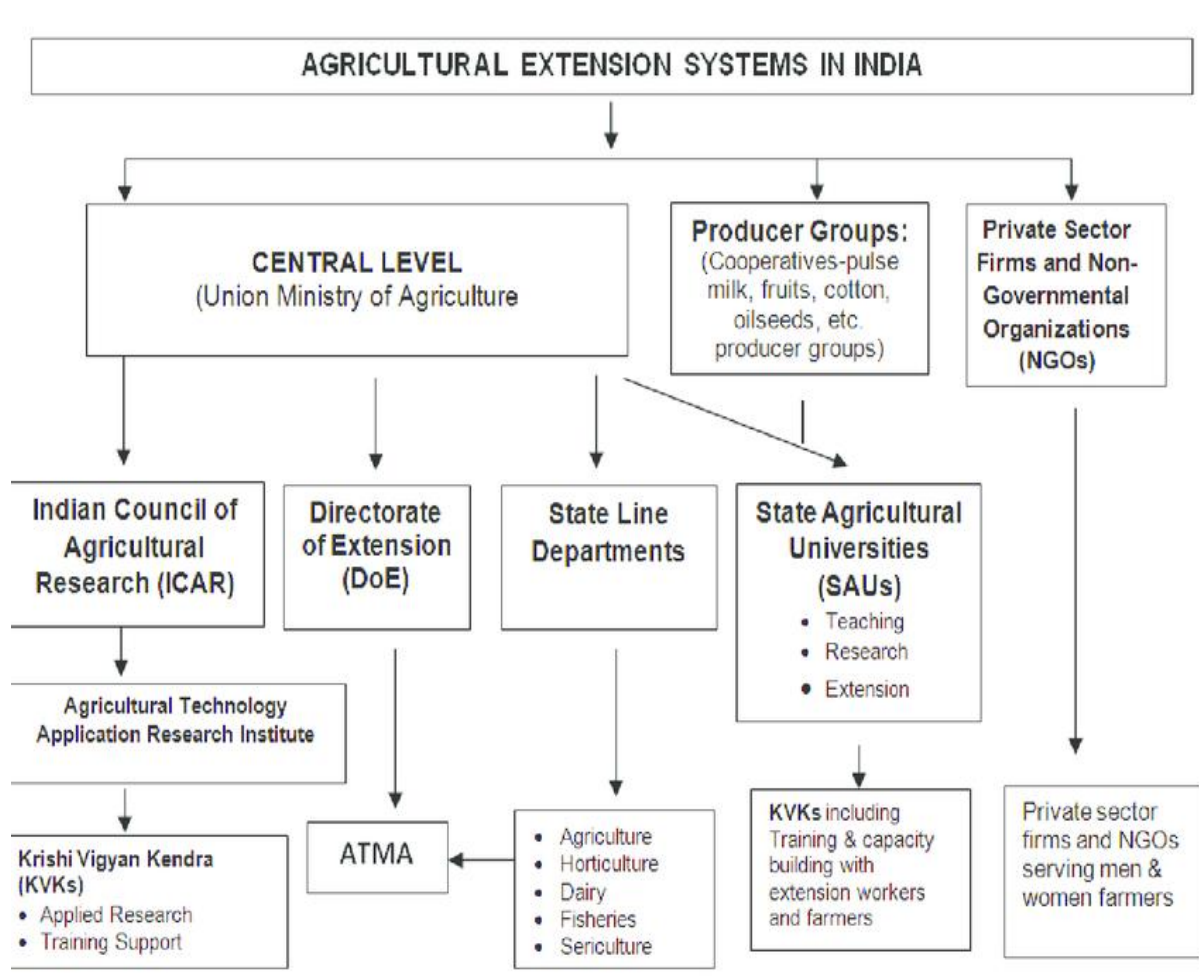 AGRICULTURAL EXTENSION SYSTEMS IN INDIA
CENTRAL LEVEL
(Union Ministry of Agriculture
Producer Groups:
(Cooperatives-pulse
milk, fruits, cotton,
oilseeds, etc.
producer groups)
Private Sector
Firms and Non-
Governmental
Organizations
(NGOs)
Indian Council of
Agricultural
Research (ICAR)
Directorate
of Extension
(DoE)
State Line
Departments
State Agricultural
Universities
(SAUs)
• Teaching
• Research
• Extension
Agricultural Technology
Application Research Institute
Krishi Vigyan Kendra
(KVKs)
• Applied Research
• Training Support
ATMA
• Agriculture
• Horticulture
• Dairy
• Fisheries
• Sericulture
KVKs including
Training & capacity
building with
extension workers
and farmers
Private sector
firms and NGOs
serving men &
women farmers